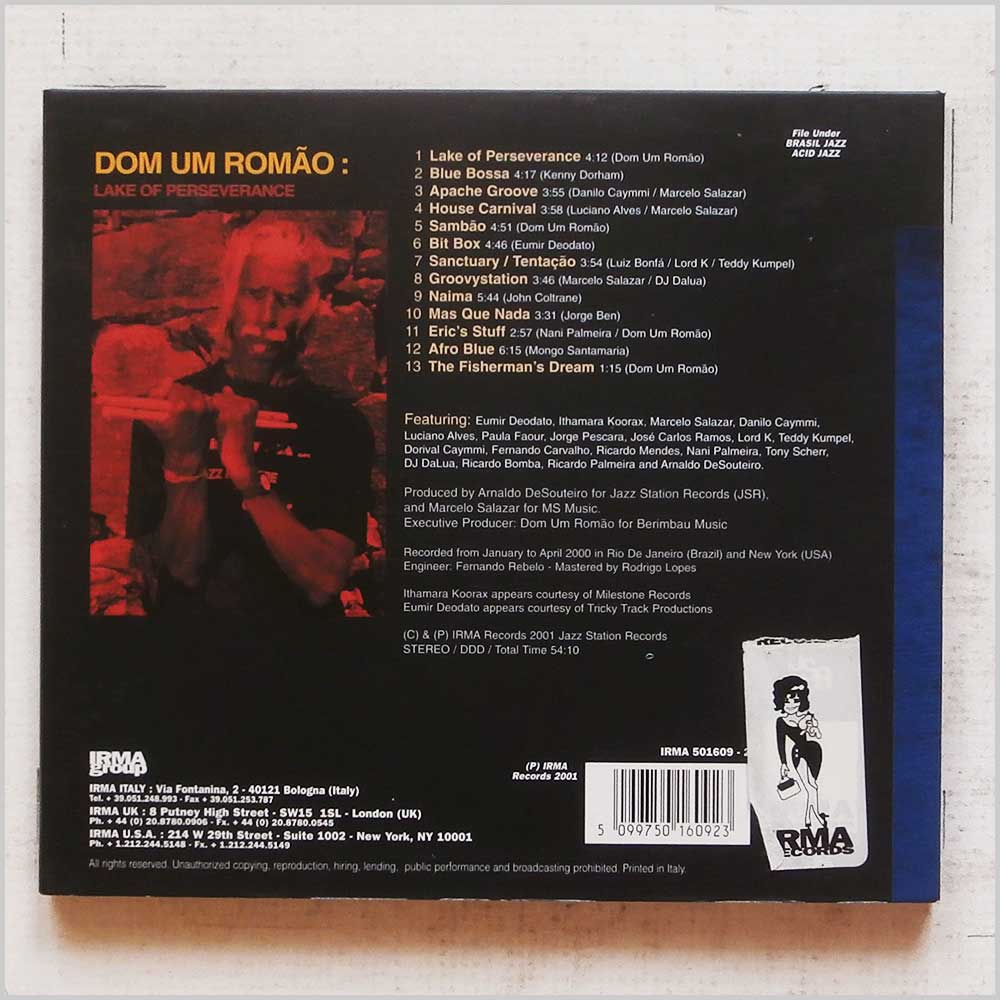 File Under
BRASIL JAZZ
ACID JAZZ
DOM UM ROMÃO :
LAKE OF PERSEVERANCE
1 Lake of Perseverance 4:12 (Dom Um Romão)
2 Blue Bossa 4:17 (Kenny Dorham)
3 Apache Groove 3:55 (Danilo Caymmi / Marcelo Salazar)
4 House Carnival 3:58 (Luciano Alves / Marcelo Salazar)
5 Sambão 4:51 (Dom Um Romão)
6 Bit Box 4:46 (Eumir Deodato)
7 Sanctuary / Tentação 3:54 (Luiz Bonfá / Lord K / Teddy Kumpel)
8 Groovystation 3:46 (Marcelo Salazar / DJ Dalua)
9 Naima 5:44 (John Coltrane)
10 Mas Que Nada 3:31 (Jorge Ben)
11 Eric's Stuff 2:57 (Nani Palmeira / Dom Um Romão)
12 Afro Blue 6:15 (Mongo Santamaria)
13 The Fisherman's Dream 1:15 (Dom Um Romão)
Featuring: Eumir Deodato, Ithamara Koorax, Marcelo Salazar, Danilo Caymmi,
Luciano Alves, Paula Faour, Jorge Pescara, José Carlos Ramos, Lord K, Teddy Kumpel,
Dorival Caymmi, Fernando Carvalho, Ricardo Mendes, Nani Palmeira, Tony Scherr,
DJ DaLua, Ricardo Bomba, Ricardo Palmeira and Arnaldo DeSouteiro.
Produced by Arnaldo DeSouteiro for Jazz Station Records (JSR),
and Marcelo Salazar for MS Music.
Executive Producer: Dom Um Romão for Berimbau Music
Recorded from January to April 2000 in Rio De Janeiro (Brazil) and New York (USA)
Engineer: Fernando Rebelo - Mastered by Rodrigo Lopes
Ithamara Koorax appears courtesy of Milestone Records
Eumir Deodato appears courtesy of Tricky Track Productions
(C) & (P) IRMA Records 2001 Jazz Station Records
STEREO / DDD / Total Time 54:10
IRMA
group
IRMA ITALY : Via Fontanina, 2 - 40121 Bologna (Italy)
Tel. + 39.051.248.993 - Fax + 39.051.253.787
IRMA UK : 8 Putney High Street - SW15 1SL - London (UK)
Ph. + 44 (0) 20.8780.0906 - Fx. + 44 (0) 20.8780.0545
IRMA U.S.A. : 214 W 29th Street - Suite 1002 - New York, NY 10001
Ph. + 1.212.244.5148 - Fx. + 1.212.244.5149
All rights reserved. Unauthorized copying, reproduction, hiring, lending, public performance and broadcasting prohibited. Printed in Italy.
(P) IRMA
Records 2001
IRMA 501609 - 2
5 099750 160923
RMA
ECORDS